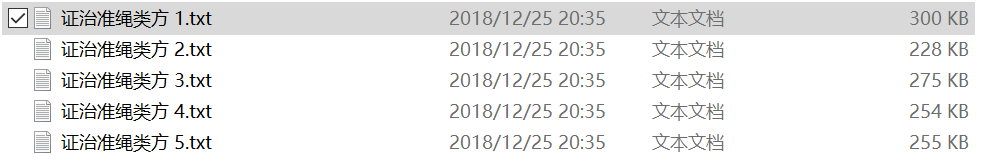 证治准绳类方 1.txt 2018/12/25 20:35 文本文档 300 KB
证治准绳类方 2.txt 2018/12/25 20:35 文本文档 228 KB
证治准绳类方 3.txt 2018/12/25 20:35 文本文档 275 KB
证治准绳类方 4.txt 2018/12/25 20:35 文本文档 254 KB
证治准绳类方 5.txt 2018/12/25 20:35 文本文档 255 KB